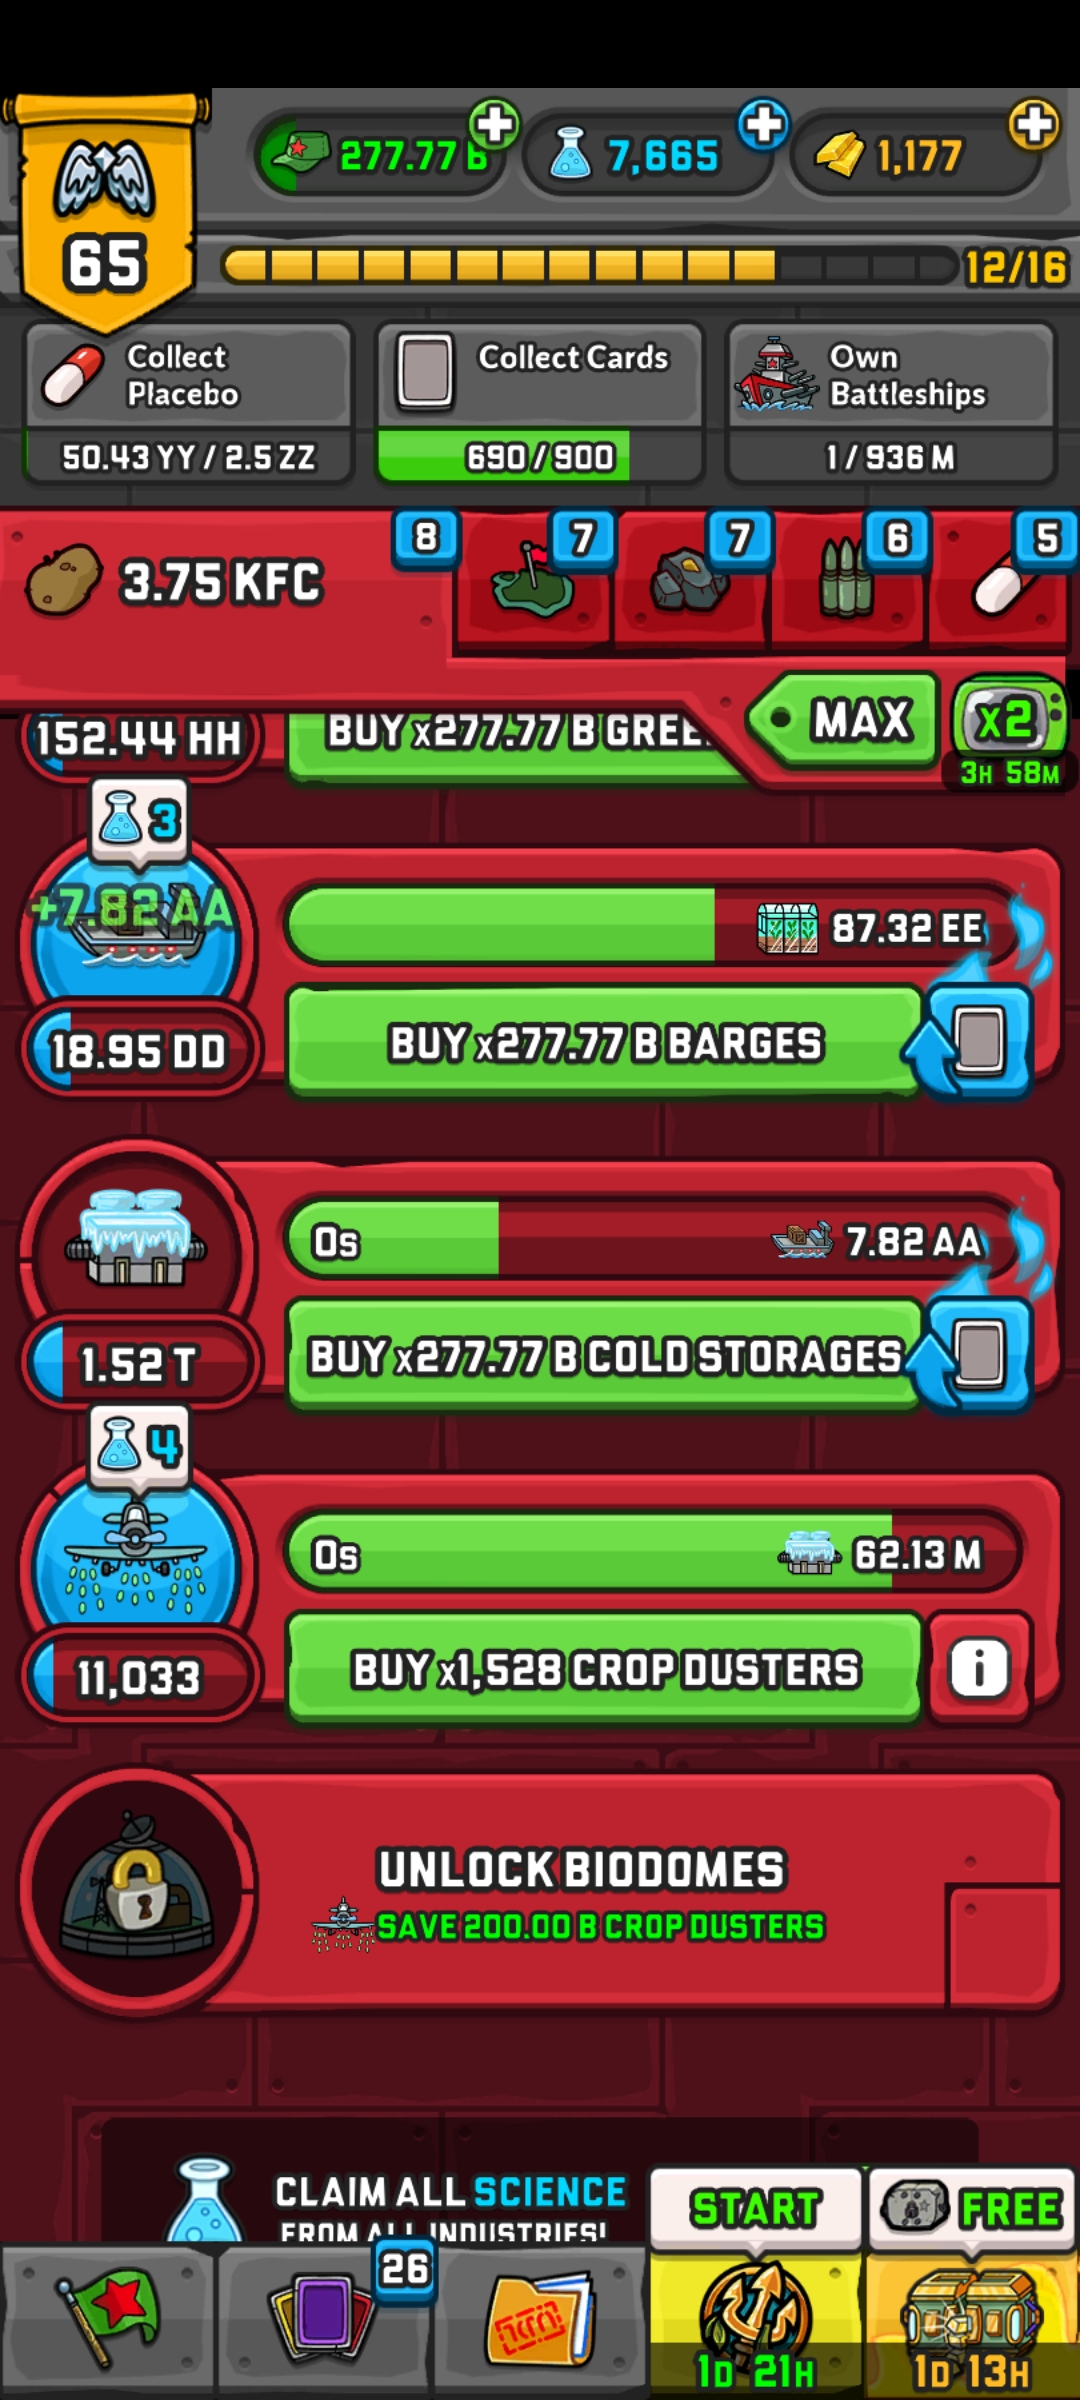 65
277.77 B
7,665
1,177
12/16
Collect
Placebo
50.43 YY / 2.5 ZZ
Collect Cards
690/900
Own
Battleships
1 / 936 M
3.75 KFC
8
7
7
6
5
MAX
x2
3H 58M
152.44 HH
BUY x277.77 B GREE
3
+7.82 AA
87.32 EE
18.95 DD
BUY x277.77 B BARGES
0s
7.82 AA
1.52 T
BUY x277.77 B COLD STORAGES
4
0s
62.13 M
11,033
BUY x1,528 CROP DUSTERS
i
UNLOCK BIODOMES
SAVE 200.00 B CROP DUSTERS
CLAIM ALL SCIENCE
FROM ALL INDUSTRIES!
START
FREE
26
1D 21H
1D 13H